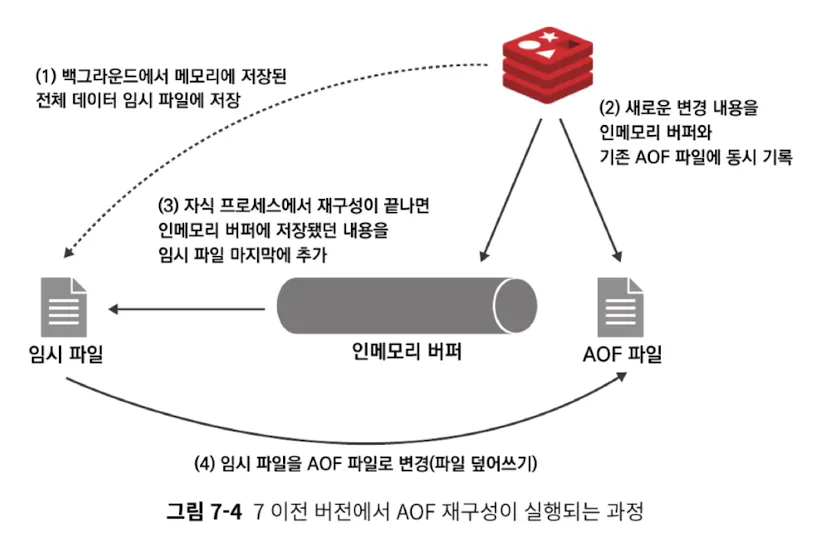 (1) 백그라운드에서 메모리에 저장된
전체 데이터 임시 파일에 저장
(2) 새로운 변경 내용을
인메모리 버퍼와
기존 AOF 파일에 동시 기록
(3) 자식 프로세스에서 재구성이 끝나면
인메모리 버퍼에 저장됐던 내용을
임시 파일 마지막에 추가
임시 파일
인메모리 버퍼
AOF 파일
(4) 임시 파일을 AOF 파일로 변경(파일 덮어쓰기)
그림 7-4 7 이전 버전에서 AOF 재구성이 실행되는 과정